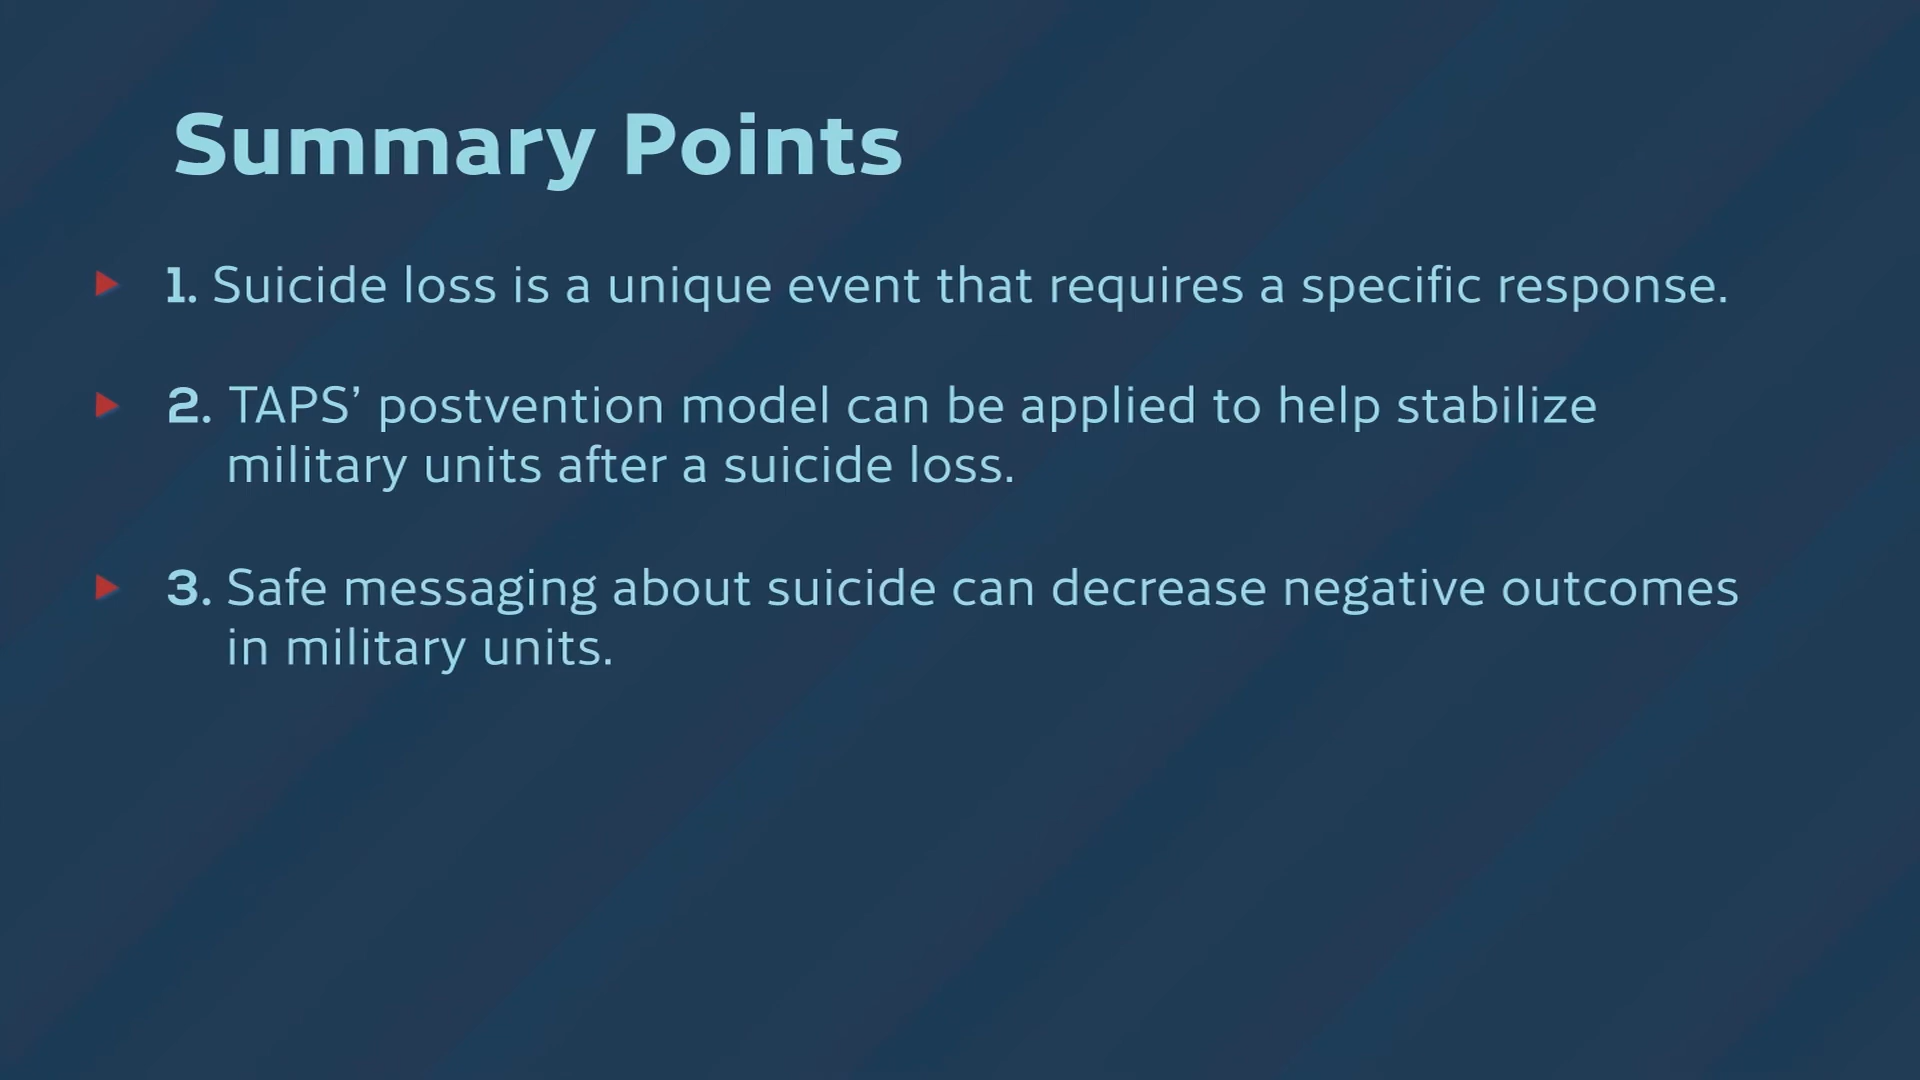 Summary Points
1. Suicide loss is a unique event that requires a specific response.
2. TAPS’ postvention model can be applied to help stabilize
military units after a suicide loss.
3. Safe messaging about suicide can decrease negative outcomes
in military units.